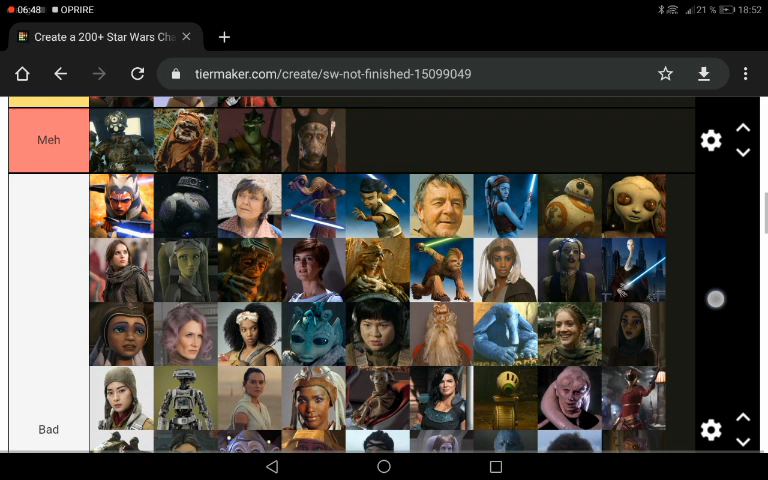 06:48 OPRIRE 21 % 18:52
Create a 200+ Star Wars Cha
tiermaker.com/create/sw-not-finished-15099049
Meh
Bad